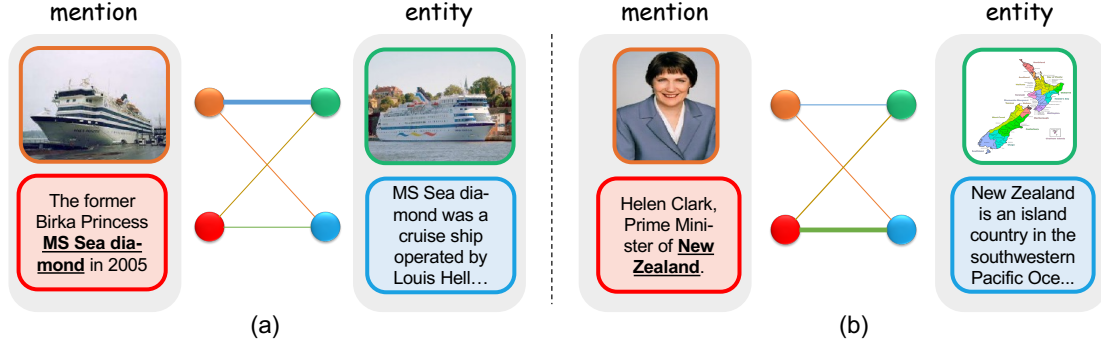 mention
entity
mention
entity
The former
Birka Princess
MS Sea dia-
mond in 2005
MS Sea dia-
mond was a
cruise ship
operated by
Louis Hell...
Helen Clark,
Prime Mini-
ster of New
Zealand.
New Zealand
is an island
country in the
southwestern
Pacific Oce...
(a)
(b)